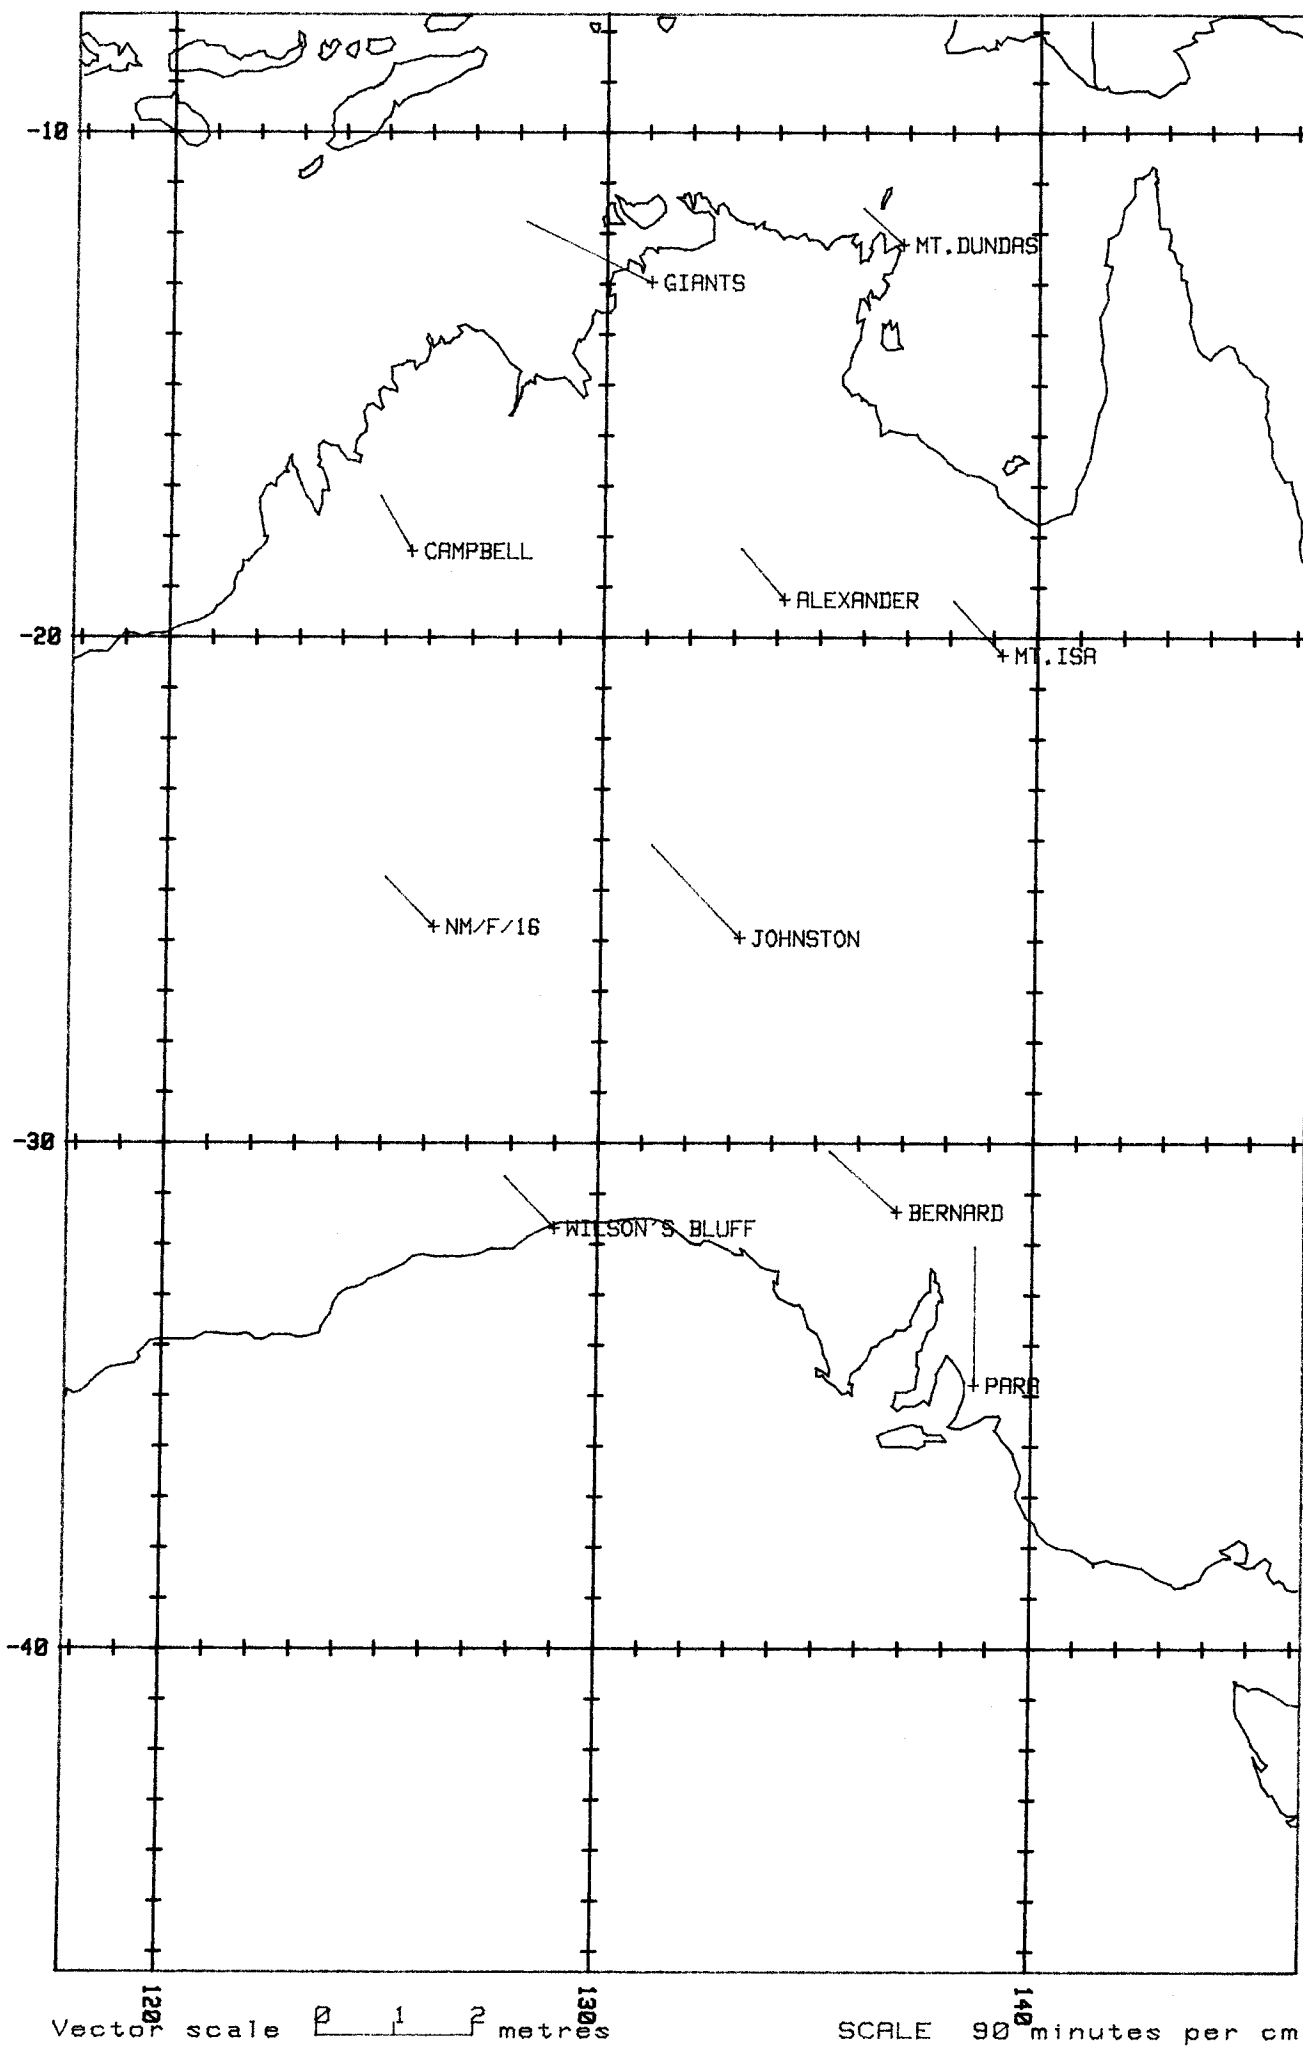 -10
MT.DUNDAS
GIANTS
CAMPBELL
ALEXANDER
-20
MT.ISA
NM/F/16
JOHNSTON
-30
BERNARD
WILSON'S BLUFF
PARA
-40
120 130 140
0 1 2
Vector scale metres SCALE 90 minutes per cm